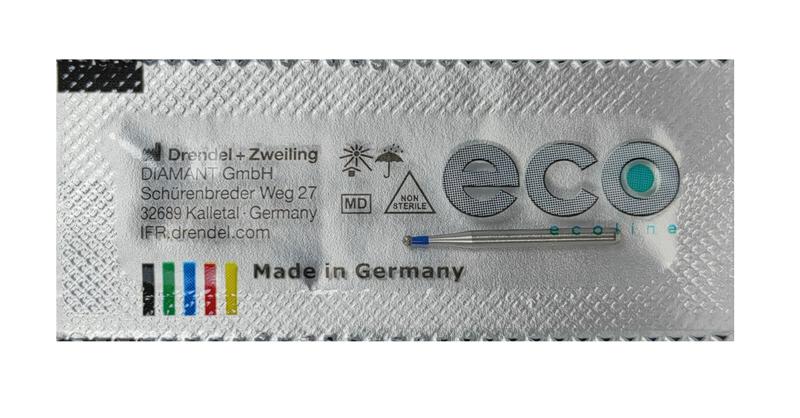 Drendel + Zweiling
DiAMANT GmbH
Schürenbreder Weg 27
32689 Kalletal · Germany
IFR.drendel.com
MD
NON
STERILE
eco
ecoline
Made in Germany